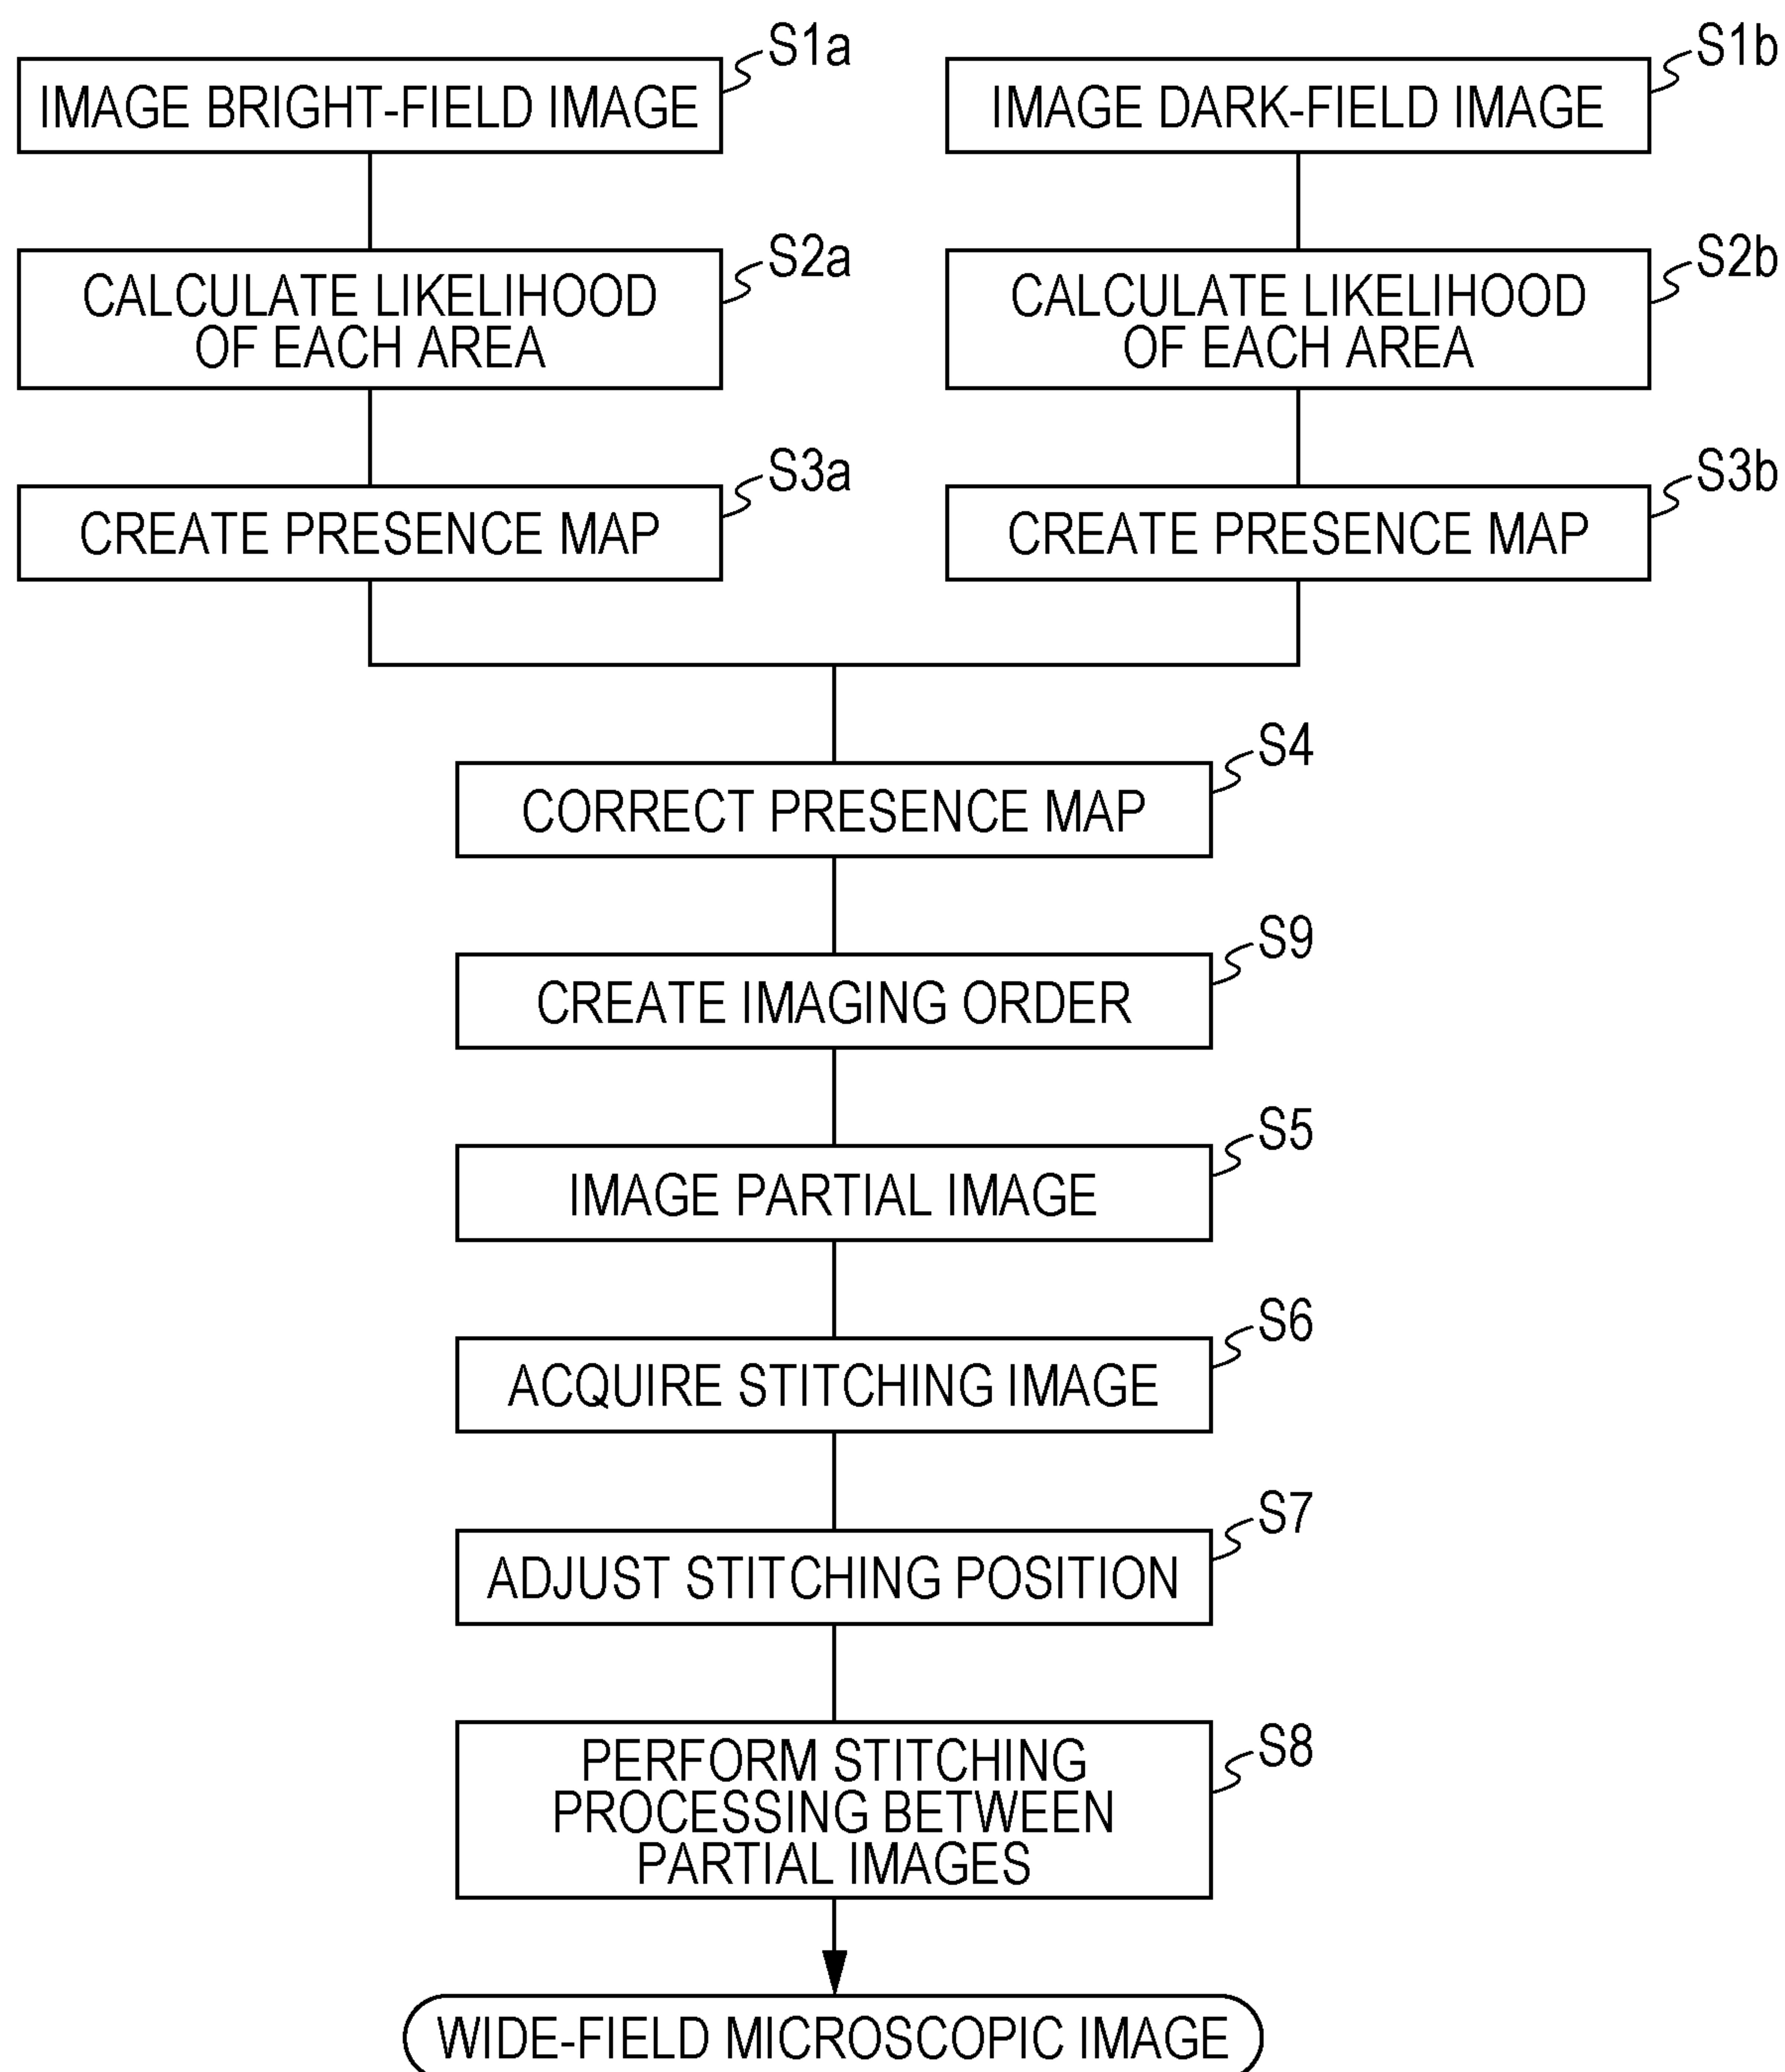 S1a
IMAGE BRIGHT-FIELD IMAGE
S1b
IMAGE DARK-FIELD IMAGE
S2a
CALCULATE LIKELIHOOD
OF EACH AREA
S2b
CALCULATE LIKELIHOOD
OF EACH AREA
S3a
CREATE PRESENCE MAP
S3b
CREATE PRESENCE MAP
S4
CORRECT PRESENCE MAP
S9
CREATE IMAGING ORDER
S5
IMAGE PARTIAL IMAGE
S6
ACQUIRE STITCHING IMAGE
S7
ADJUST STITCHING POSITION
S8
PERFORM STITCHING
PROCESSING BETWEEN
PARTIAL IMAGES
WIDE-FIELD MICROSCOPIC IMAGE